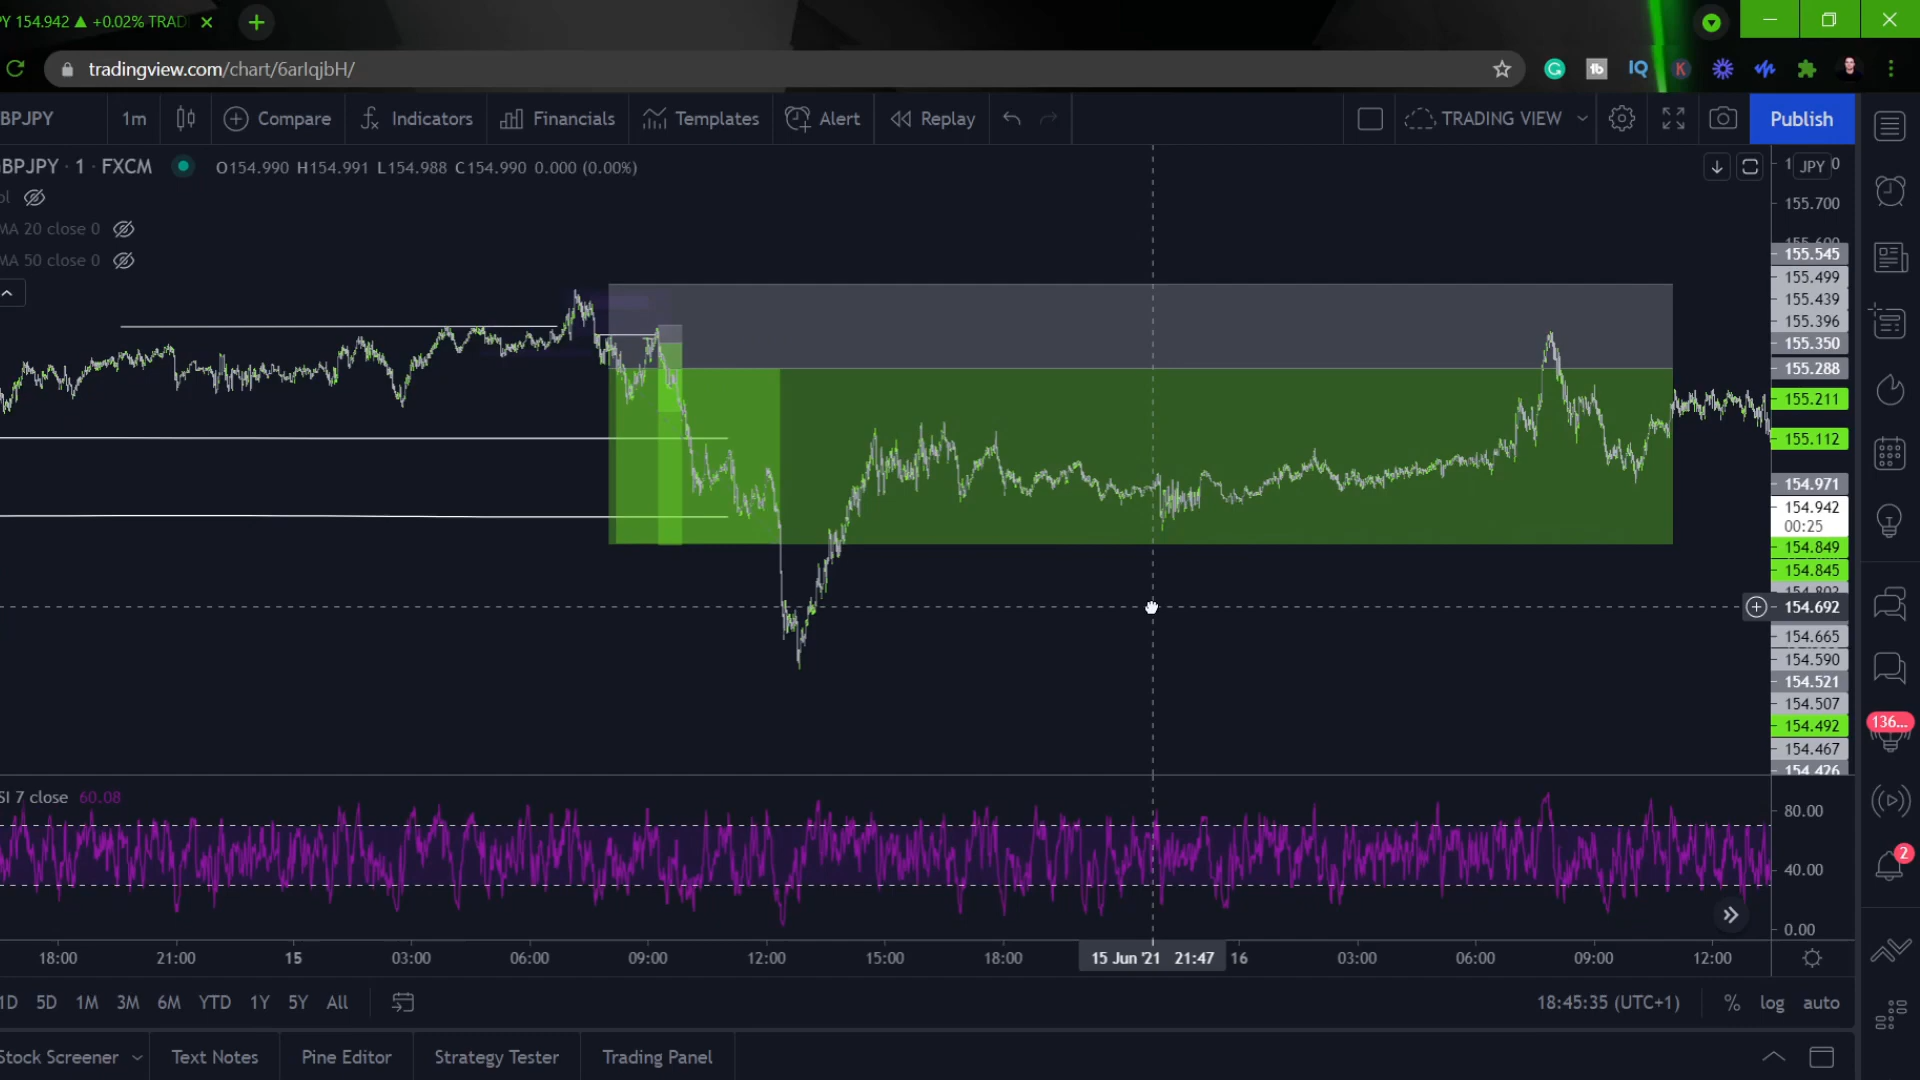 PY 154.942 ▲ +0.02% TRAD
tradingview.com/chart/6arIqjbH/
IQ
K
BPJPY 1m Compare Indicators Financials Templates Alert Replay TRADING VIEW Publish
BPJPY · 1 · FXCM O154.990 H154.991 L154.988 C154.990 0.000 (0.00%)
ol
MA 20 close 0
MA 50 close 0
JPY
155.700
155.545
155.499
155.439
155.396
155.350
155.288
155.211
155.112
154.971
154.942
00:25
154.849
154.845
154.692
154.665
154.590
154.521
154.507
154.492
154.467
154.426
136...
2
SI 7 close 60.08
80.00
40.00
0.00
18:00 21:00 15 03:00 06:00 09:00 12:00 15:00 18:00 15 Jun '21 21:47 16 03:00 06:00 09:00 12:00
1D 5D 1M 3M 6M YTD 1Y 5Y All 18:45:35 (UTC+1) % log auto
Stock Screener Text Notes Pine Editor Strategy Tester Trading Panel